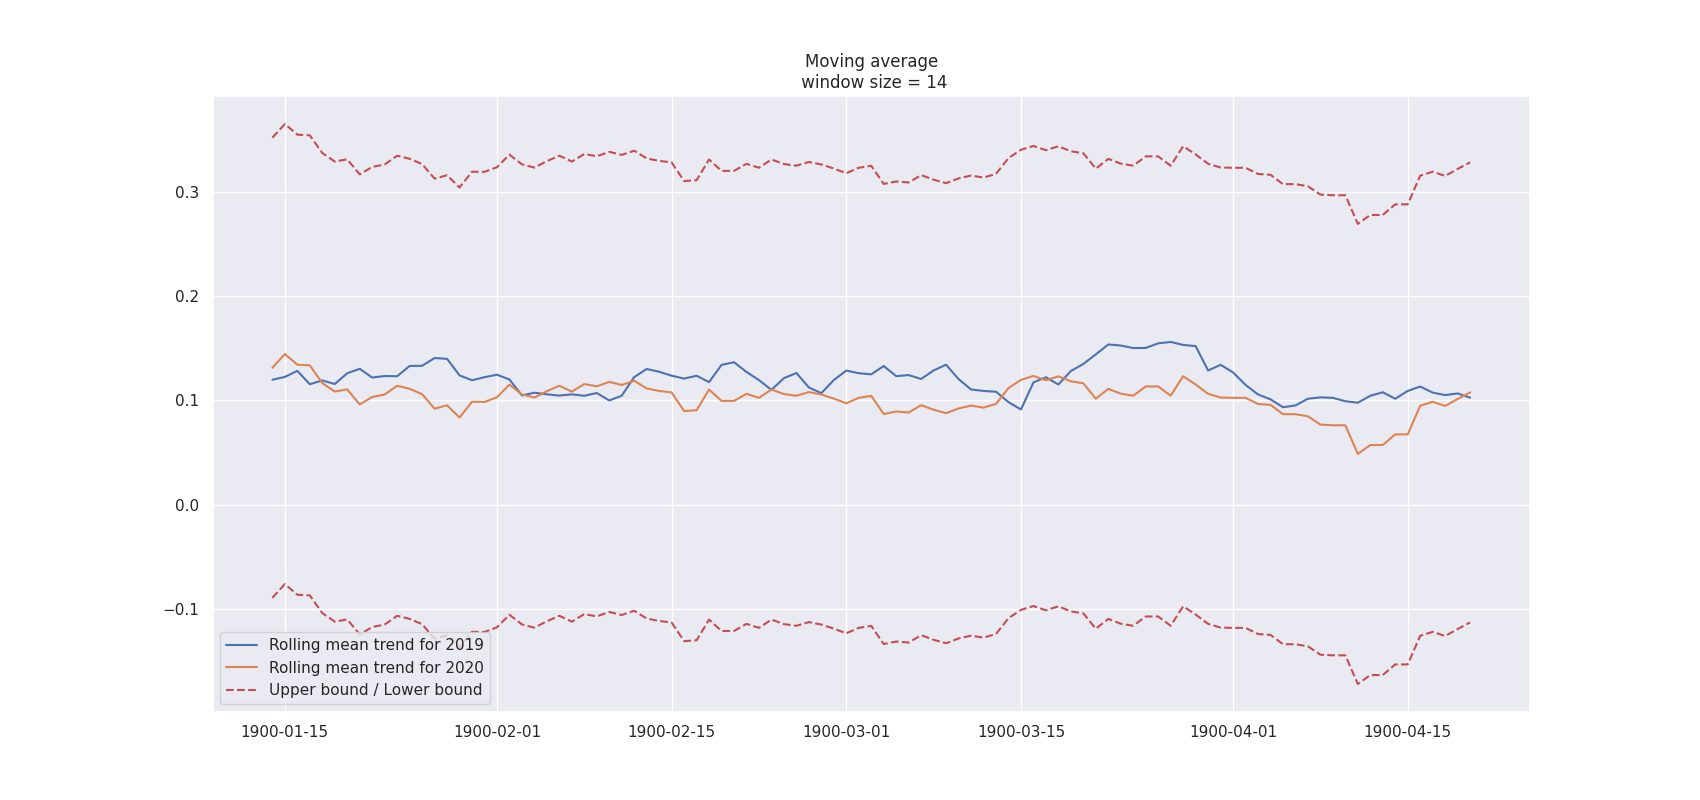 Moving average
window size = 14
0.3
0.2
0.1
0.0
−0.1
Rolling mean trend for 2019
Rolling mean trend for 2020
Upper bound / Lower bound
1900-01-15 1900-02-01 1900-02-15 1900-03-01 1900-03-15 1900-04-01 1900-04-15